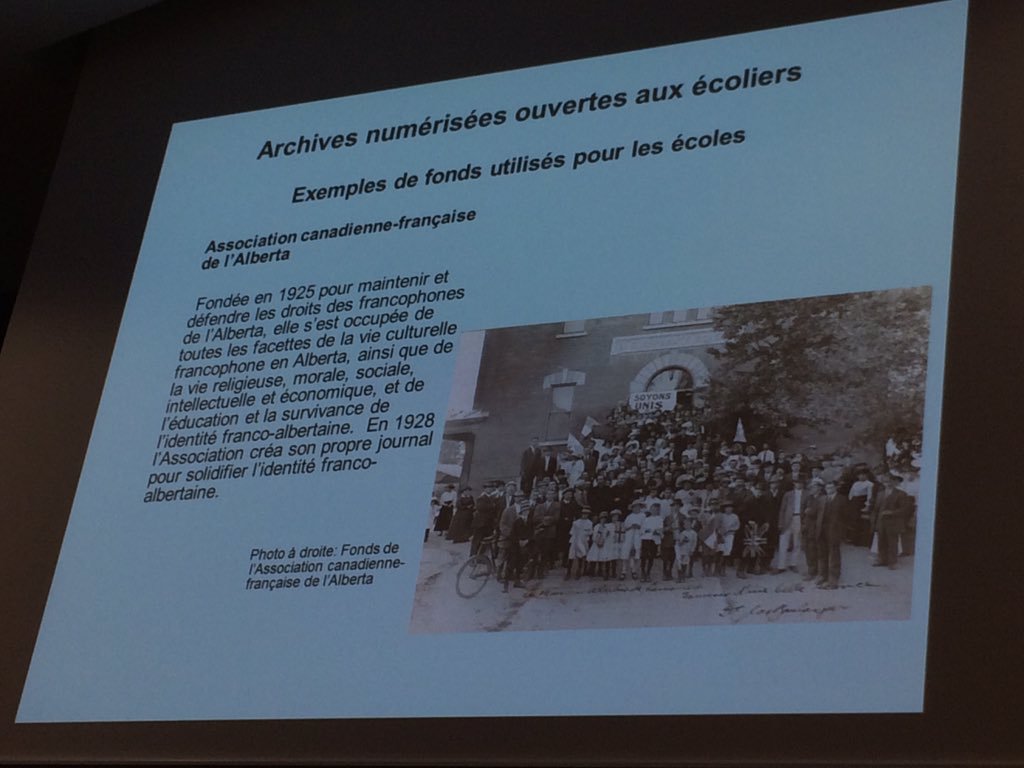 Archives numérisées ouvertes aux écoliers
Exemples de fonds utilisés pour les écoles
Association canadienne-française
de l'Alberta
Fondée en 1925 pour maintenir et
défendre les droits des francophones
de l'Alberta, elle s'est occupée de
toutes les facettes de la vie culturelle
francophone en Alberta, ainsi que de
la vie religieuse, morale, sociale,
intellectuelle et économique, et de
l'éducation et la survivance de
l'identité franco-albertaine. En 1928
l'Association créa son propre journal
pour solidifier l'identité franco-
albertaine.
SOYONS
UNIS
Photo à droite: Fonds de
l'Association canadienne-
française de l'Alberta